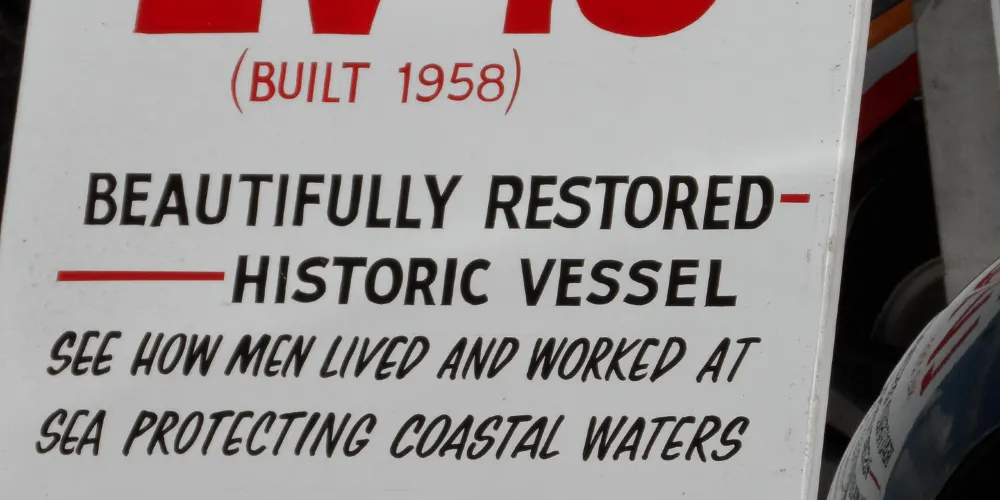 (BUILT 1958)
BEAUTIFULLY RESTORED-
HISTORIC VESSEL
SEE HOW MEN LIVED AND WORKED AT
SEA PROTECTING COASTAL WATERS